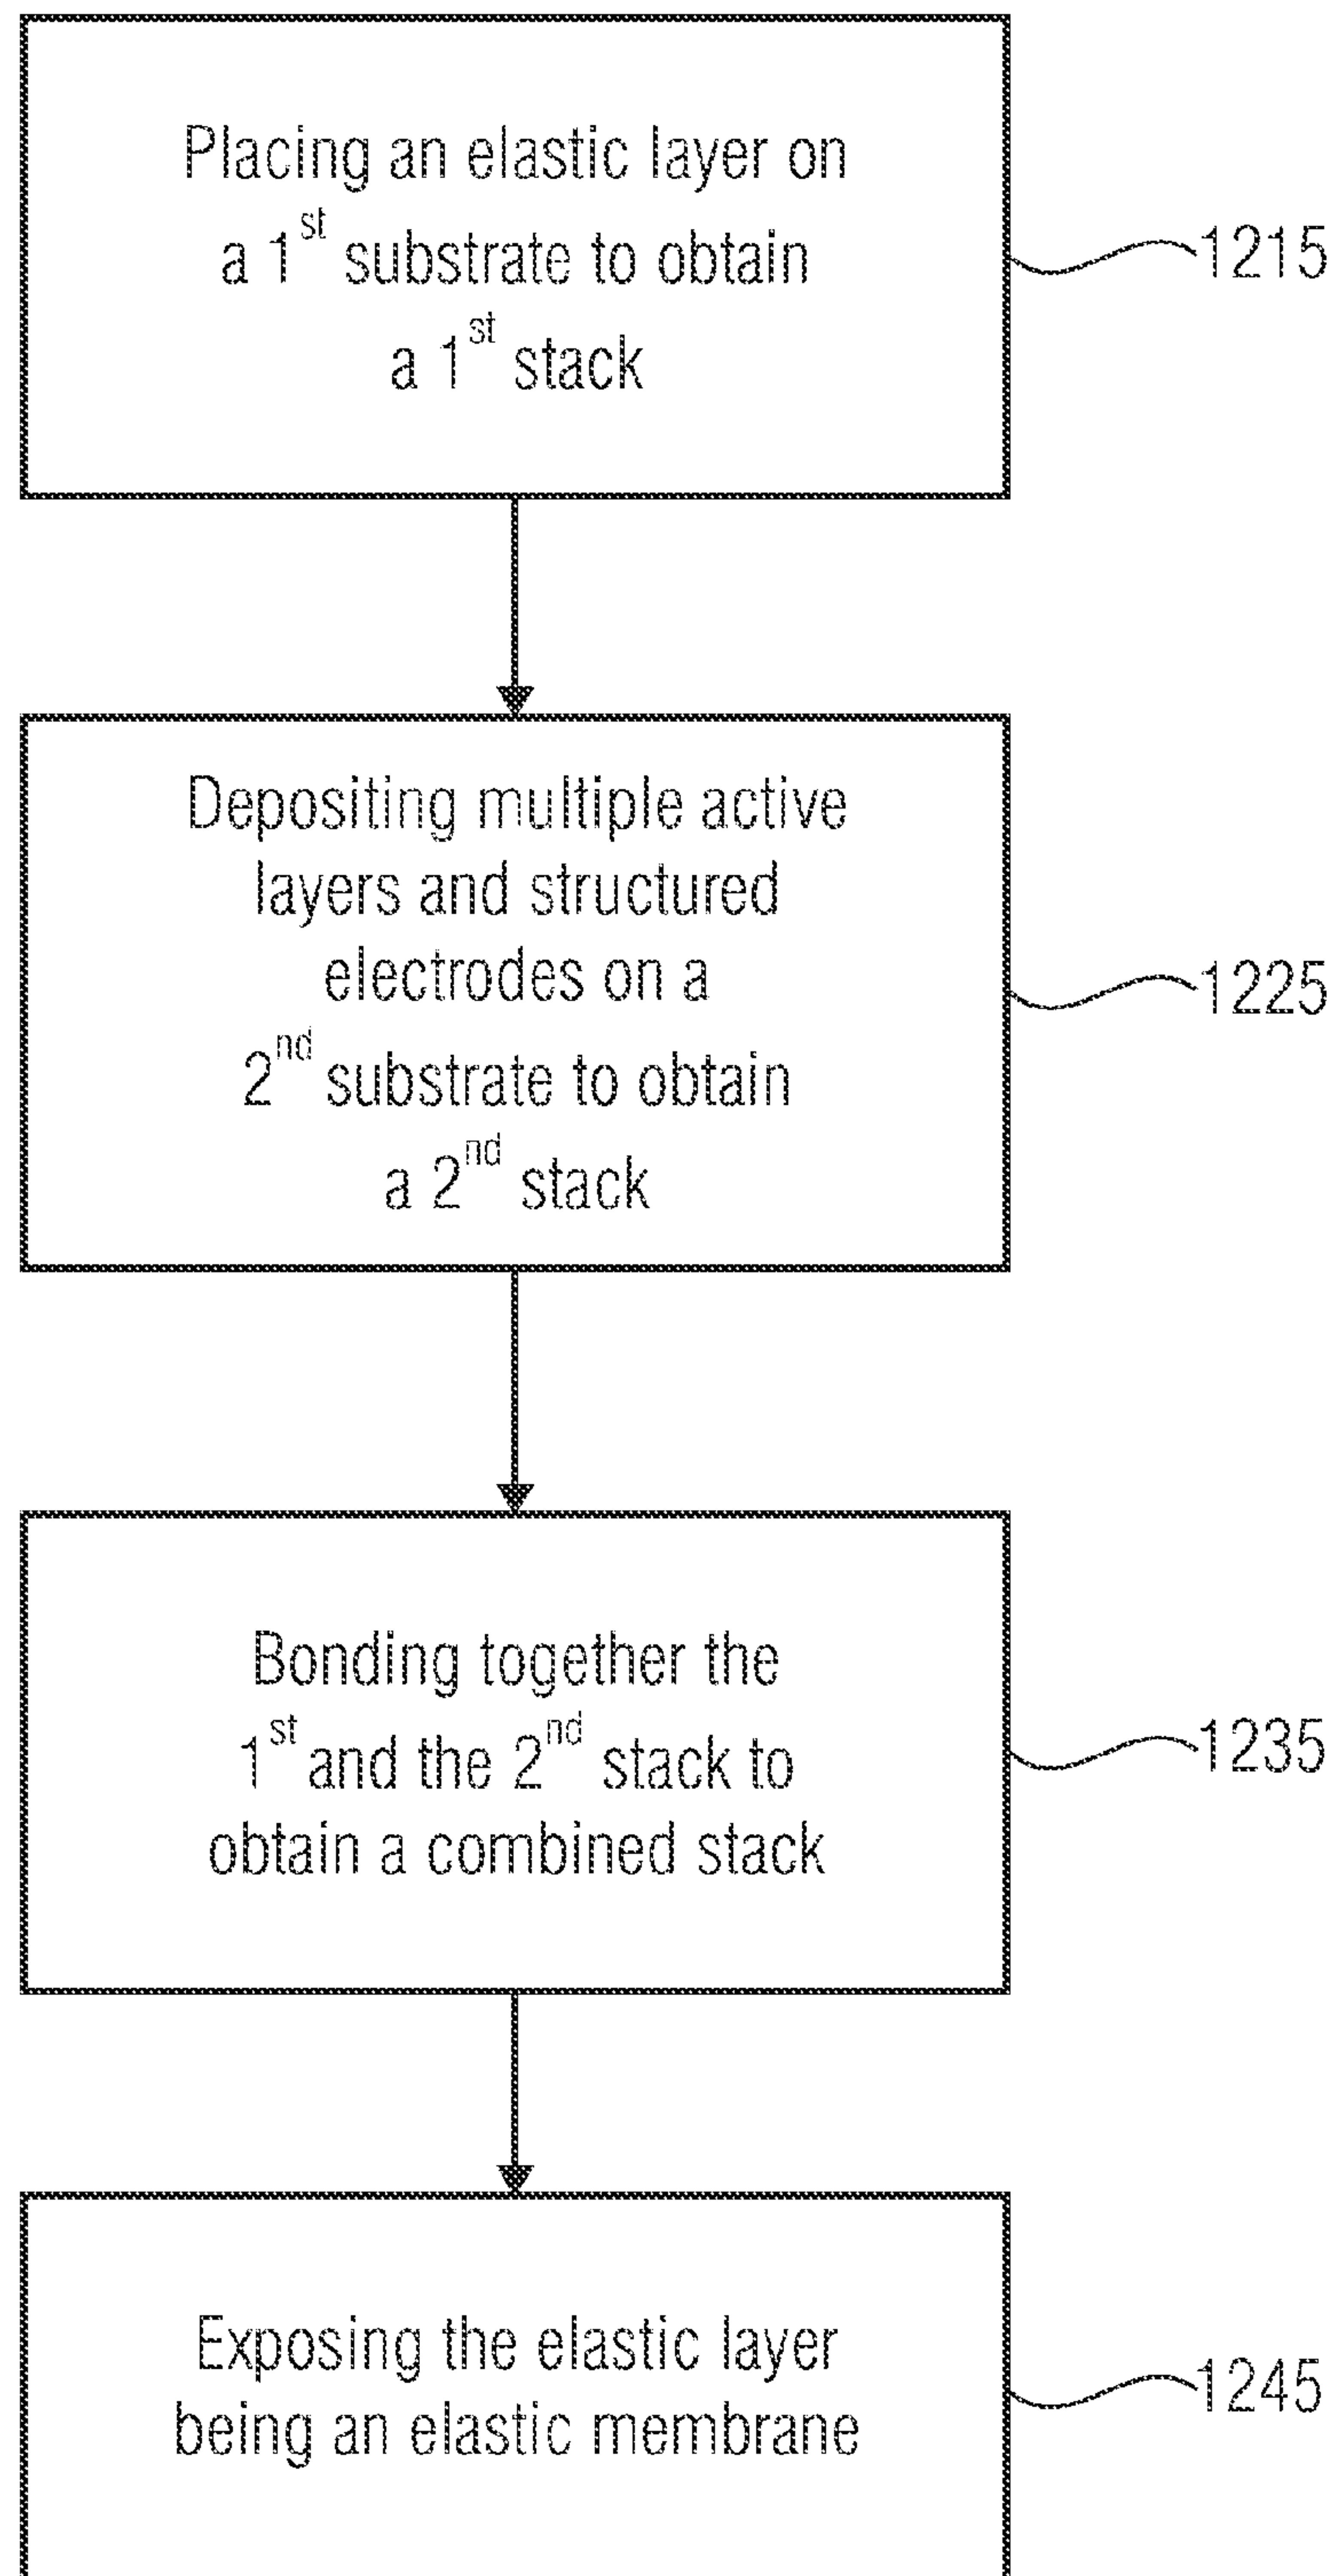 Placing an elastic layer on
a 1st substrate to obtain
a 1st stack
1215
Depositing multiple active
layers and structured
electrodes on a
2nd substrate to obtain
a 2nd stack
1225
Bonding together the
1st and the 2nd stack to
obtain a combined stack
1235
Exposing the elastic layer
being an elastic membrane
1245